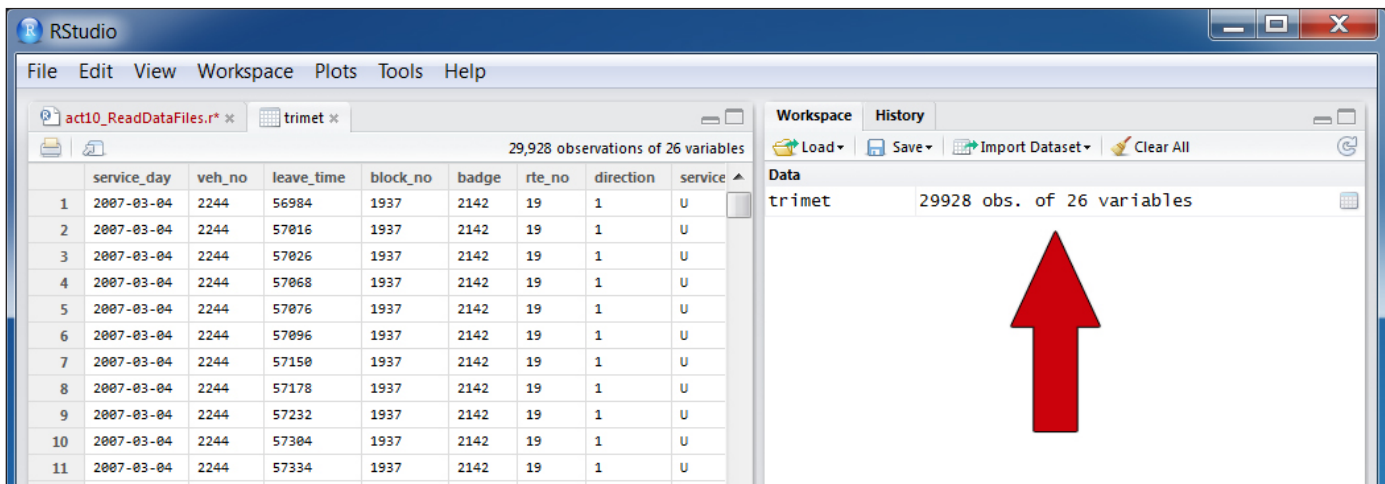 RStudio
File Edit View Workspace Plots Tools Help
act10_ReadDataFiles.r* × trimet ×
29,928 observations of 26 variables
service_day veh_no leave_time block_no badge rte_no direction service
1 2007-03-04 2244 56984 1937 2142 19 1 U
2 2007-03-04 2244 57016 1937 2142 19 1 U
3 2007-03-04 2244 57026 1937 2142 19 1 U
4 2007-03-04 2244 57068 1937 2142 19 1 U
5 2007-03-04 2244 57076 1937 2142 19 1 U
6 2007-03-04 2244 57096 1937 2142 19 1 U
7 2007-03-04 2244 57150 1937 2142 19 1 U
8 2007-03-04 2244 57178 1937 2142 19 1 U
9 2007-03-04 2244 57232 1937 2142 19 1 U
10 2007-03-04 2244 57304 1937 2142 19 1 U
11 2007-03-04 2244 57334 1937 2142 19 1 U
Workspace History
Load Save Import Dataset Clear All
Data
trimet 29928 obs. of 26 variables